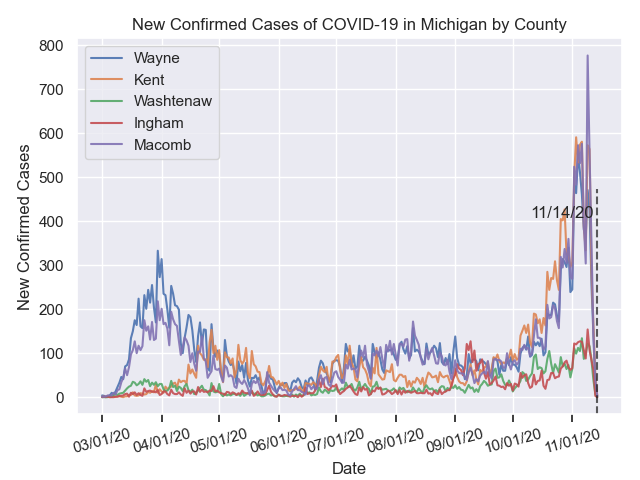 New Confirmed Cases of COVID-19 in Michigan by County
800
700
600
500
400
300
200
100
0
New Confirmed Cases
Wayne
Kent
Washtenaw
Ingham
Macomb
11/14/20
03/01/20
04/01/20
05/01/20
06/01/20
07/01/20
08/01/20
09/01/20
10/01/20
11/01/20
Date